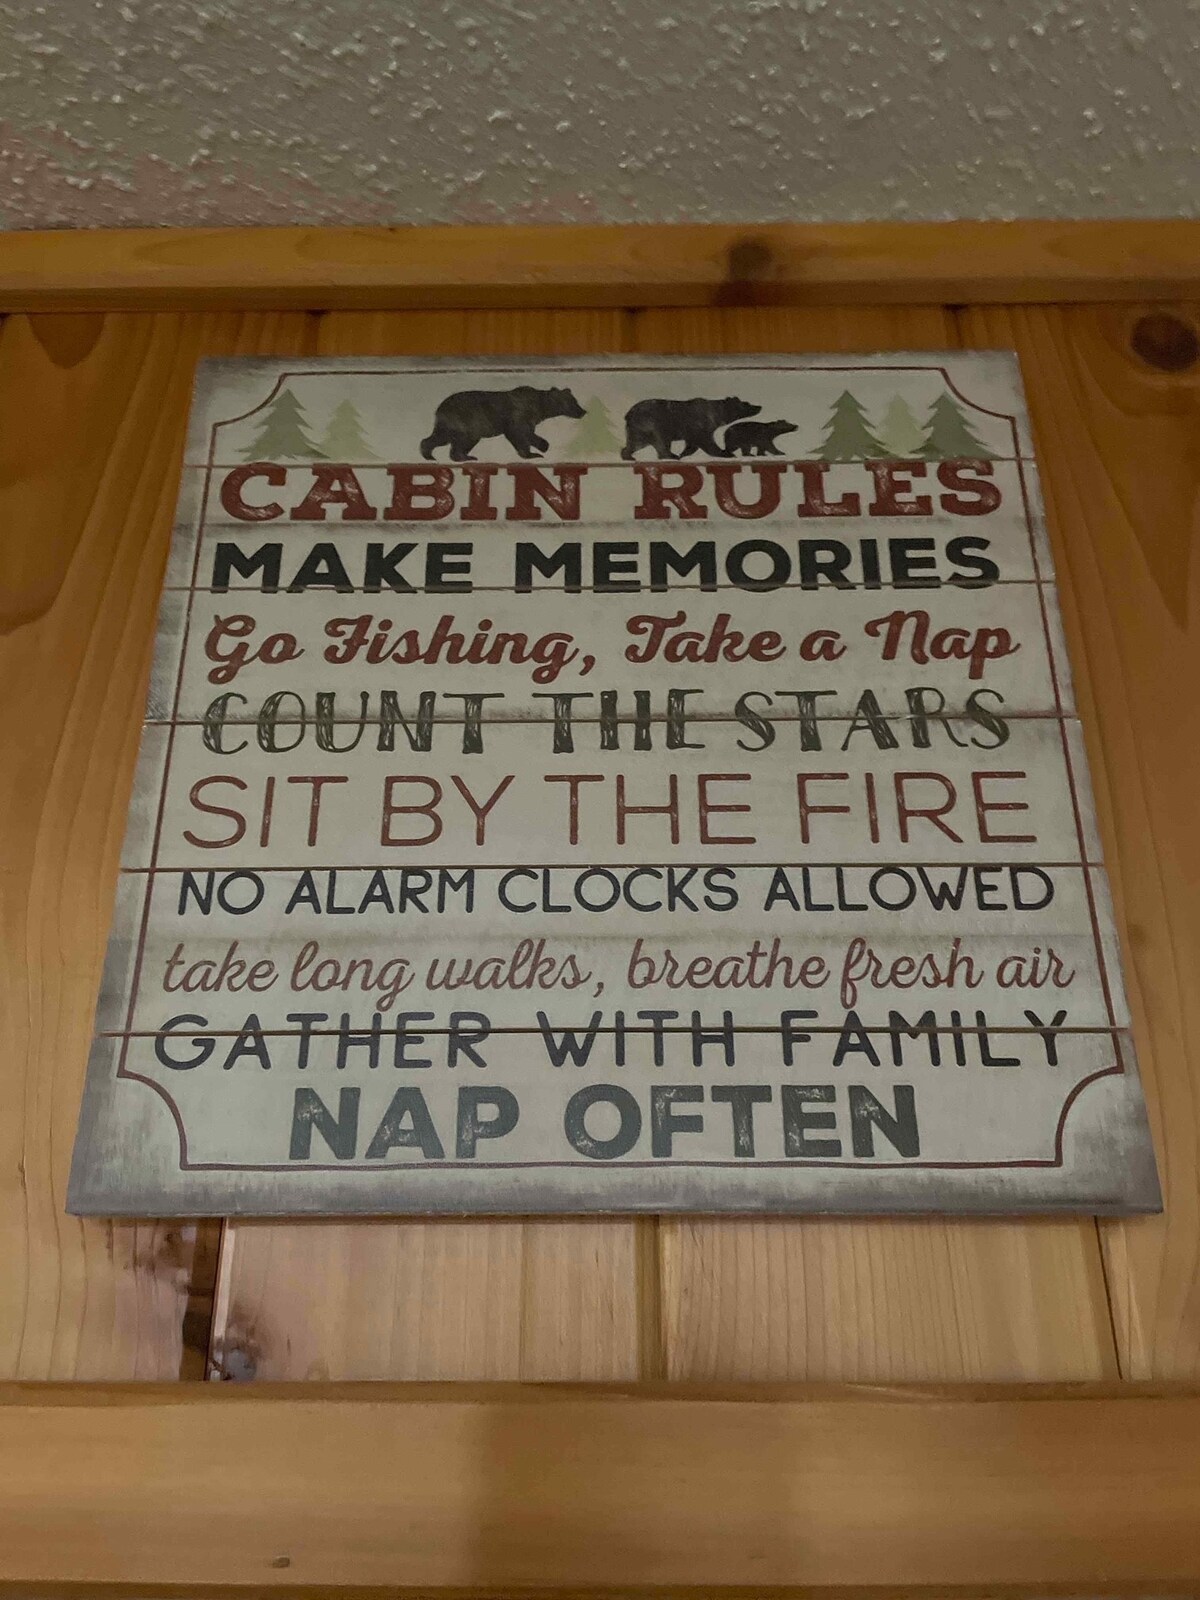 CABIN RULES
MAKE MEMORIES
Go Fishing, Take a Nap
COUNT THE STARS
SIT BY THE FIRE
NO ALARM CLOCKS ALLOWED
take long walks, breathe fresh air
GATHER WITH FAMILY
NAP OFTEN